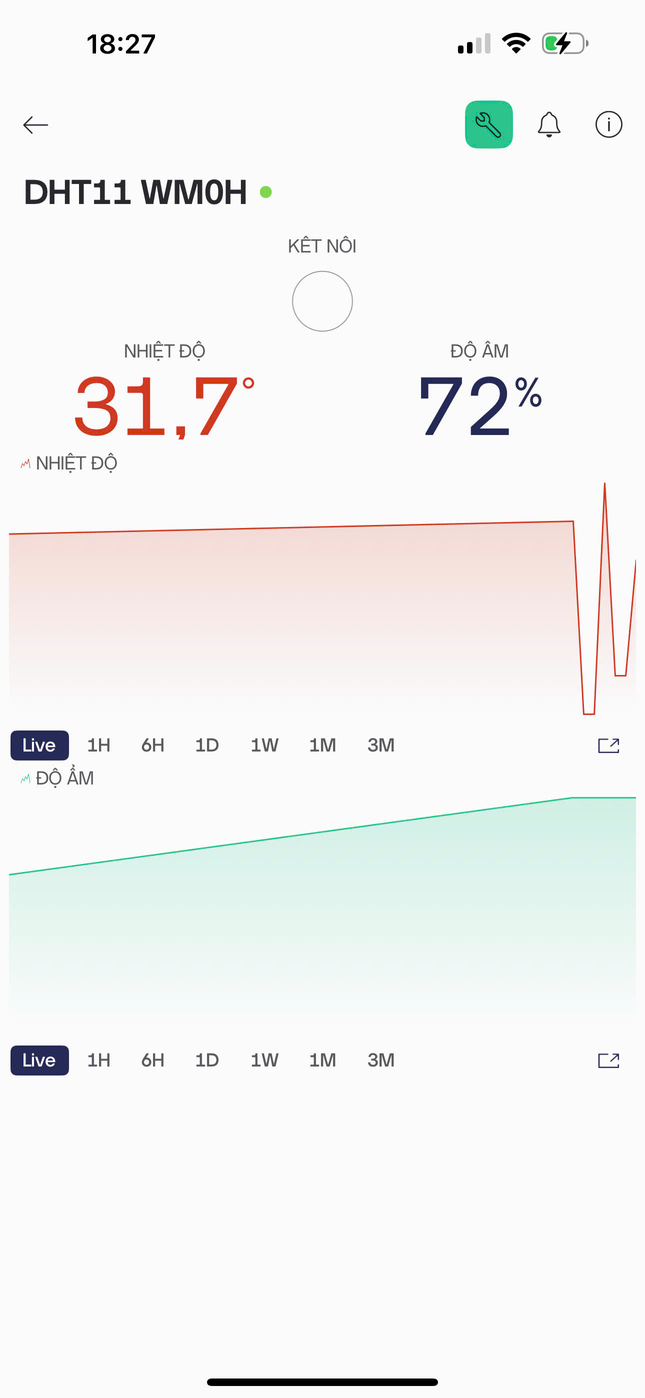 18:27
DHT11 WM0H
KẾT NỐI
NHIỆT ĐỘ
ĐỘ ẨM
31,7°
72%
NHIỆT ĐỘ
Live 1H 6H 1D 1W 1M 3M
ĐỘ ẨM
Live 1H 6H 1D 1W 1M 3M